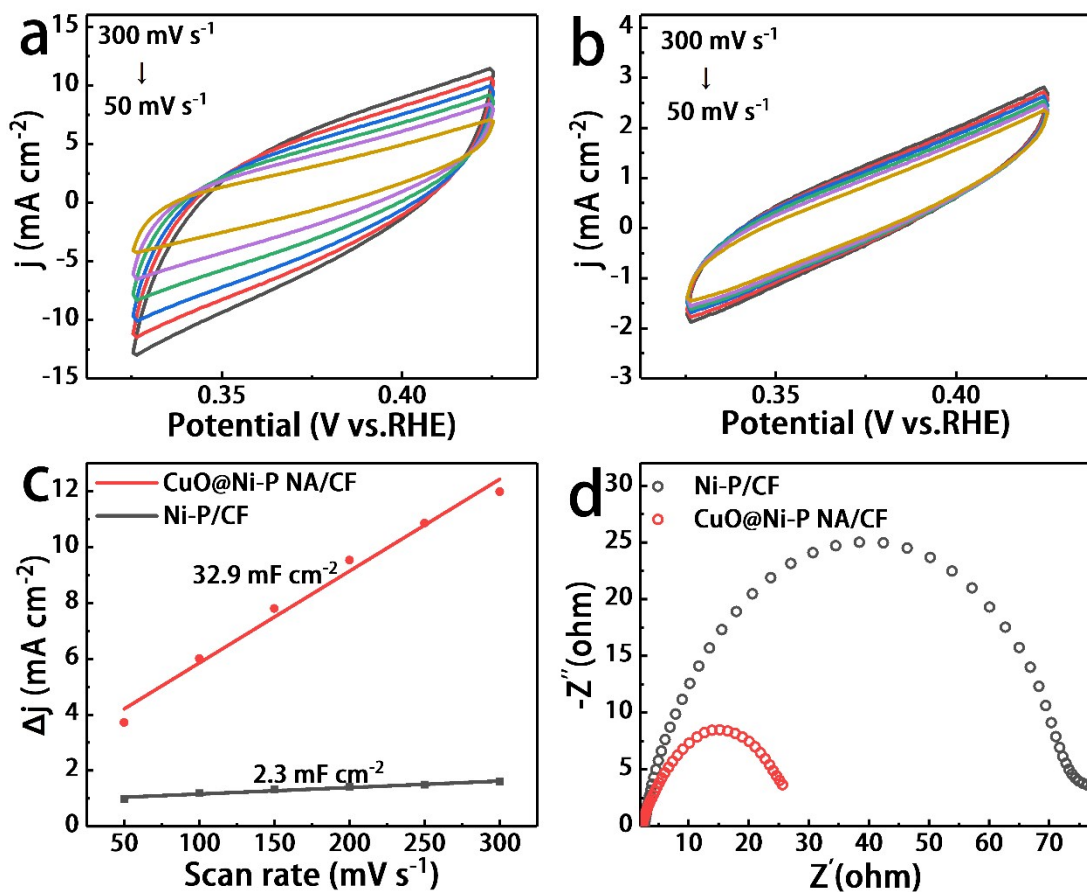 a
300 mV s⁻¹
↓
50 mV s⁻¹
15
10
5
0
-5
-10
-15
j (mA cm⁻²)
0.35
0.40
Potential (V vs.RHE)
b
300 mV s⁻¹
↓
50 mV s⁻¹
4
3
2
1
0
-1
-2
-3
j (mA cm⁻²)
0.35
0.40
Potential (V vs.RHE)
c
CuO@Ni-P NA/CF
Ni-P/CF
32.9 mF cm⁻²
2.3 mF cm⁻²
12
10
8
6
4
2
0
Δj (mA cm⁻²)
50 100 150 200 250 300
Scan rate (mV s⁻¹)
d
Ni-P/CF
CuO@Ni-P NA/CF
30
25
20
15
10
5
0
-Z″(ohm)
10 20 30 40 50 60 70
Z′(ohm)